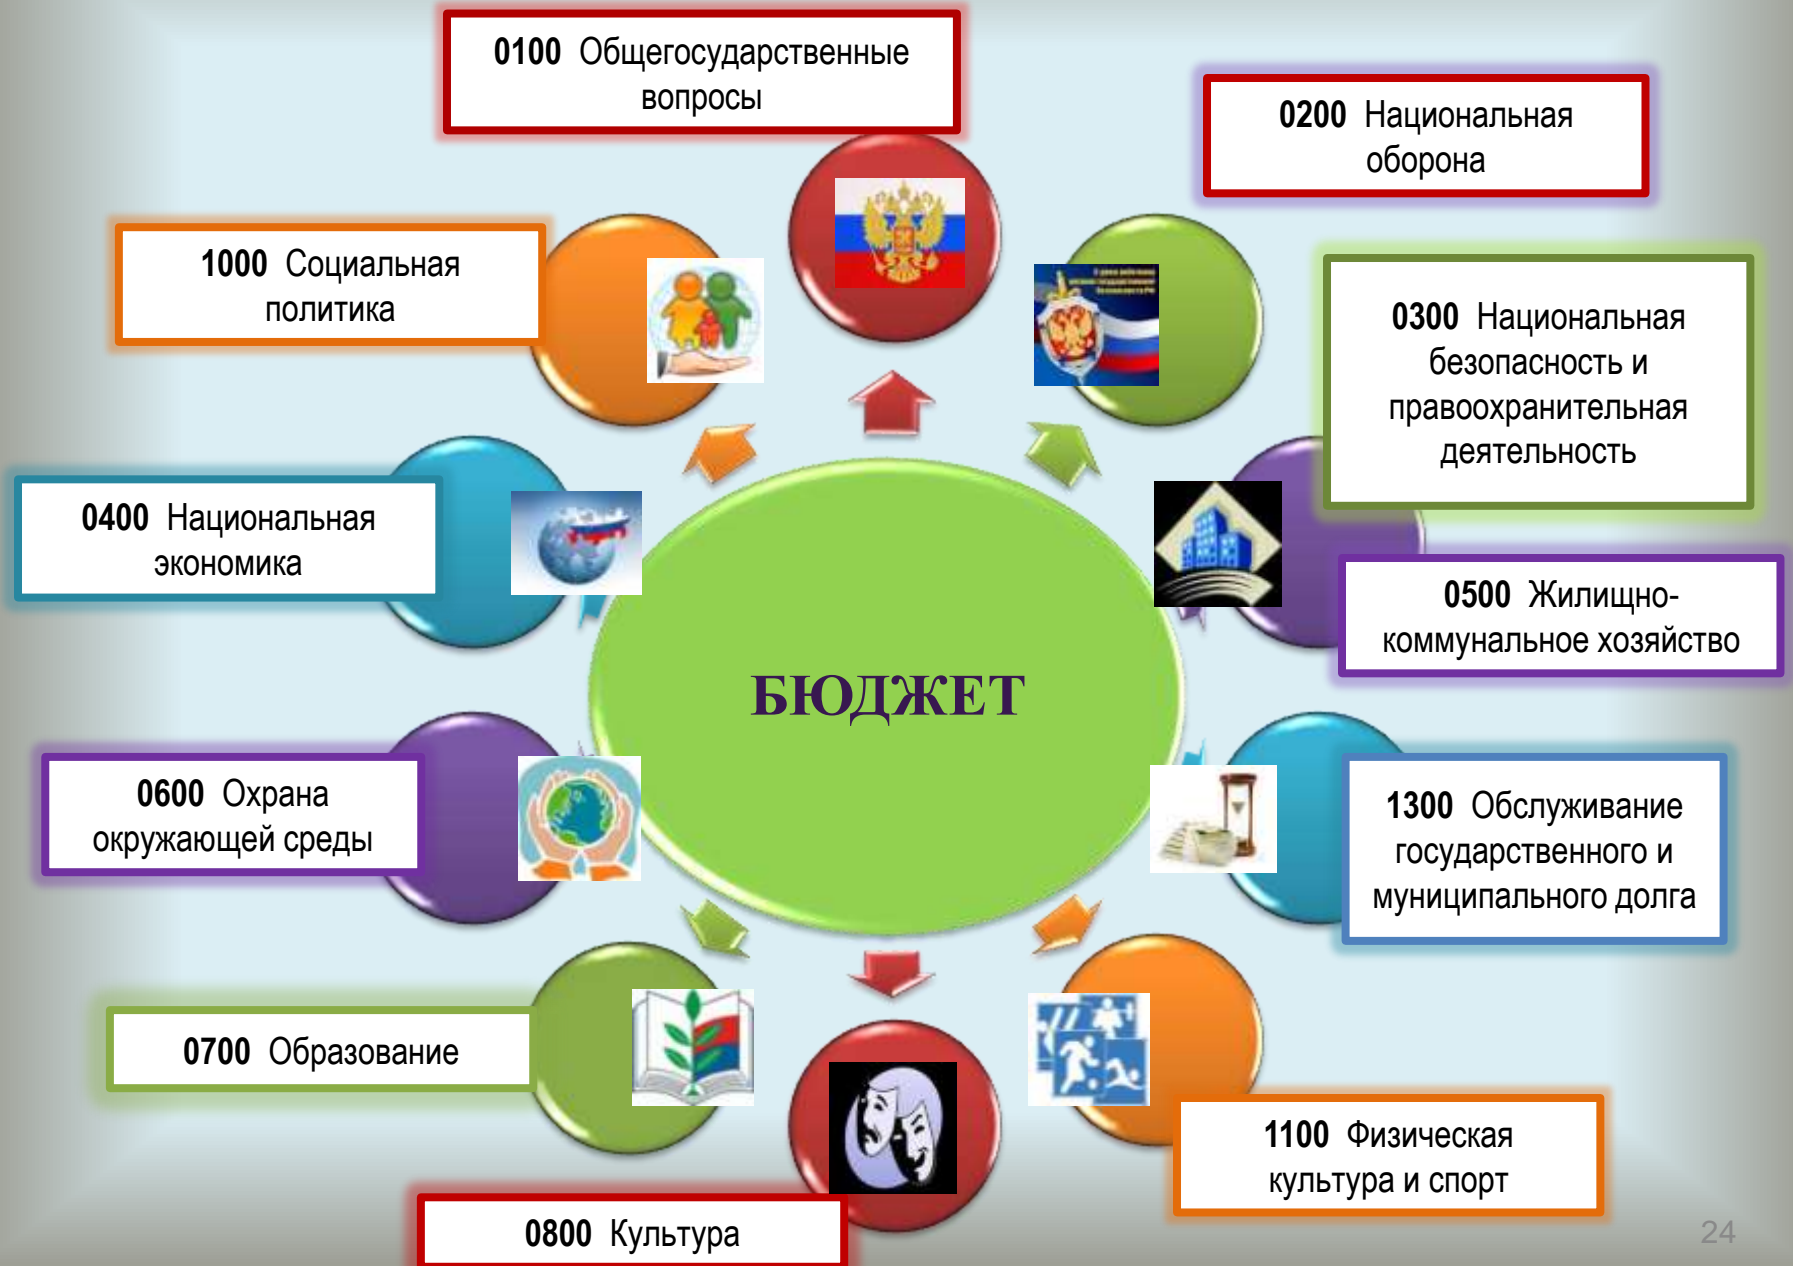 0100 Общегосударственные
вопросы
0200 Национальная
оборона
1000 Социальная
политика
0300 Национальная
безопасность и
правоохранительная
деятельность
0400 Национальная
экономика
0500 Жилищно-
коммунальное хозяйство
БЮДЖЕТ
0600 Охрана
окружающей среды
1300 Обслуживание
государственного и
муниципального долга
0700 Образование
1100 Физическая
культура и спорт
0800 Культура
24